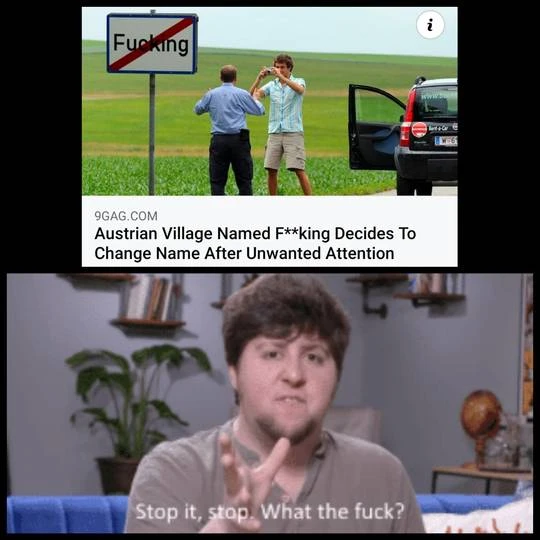 Fucking
9GAG.COM
Austrian Village Named F**king Decides To
Change Name After Unwanted Attention
Stop it, stop. What the fuck?